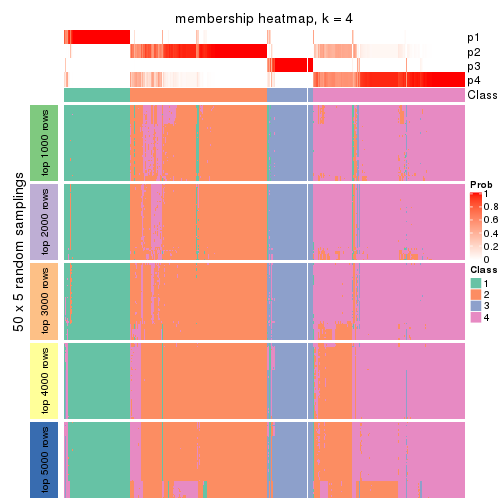 membership heatmap, k = 4
p1
p2
p3
p4
Class
50 x 5 random samplings
top 1000 rows
top 2000 rows
top 3000 rows
top 4000 rows
top 5000 rows
Prob
1
0.8
0.6
0.4
0.2
0
Class
1
2
3
4